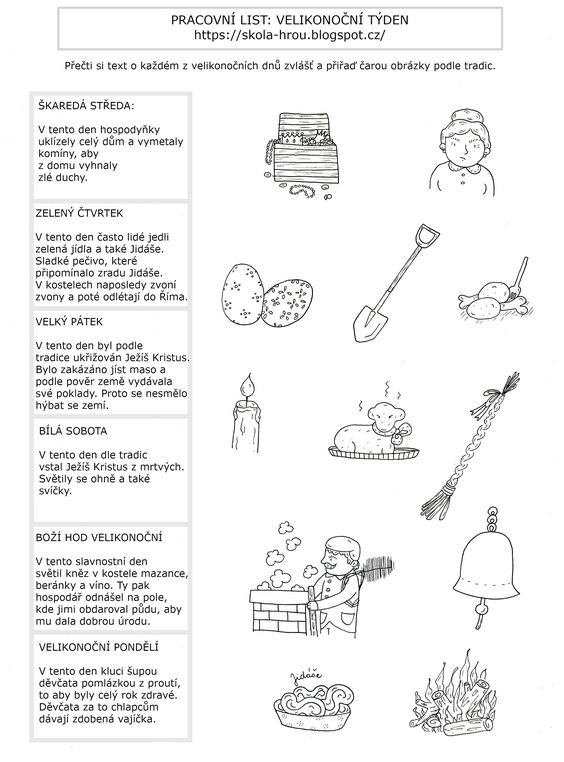 PRACOVNÍ LIST: VELIKONOČNÍ TÝDEN
https://skola-hrou.blogspot.cz/
Přečti si text o každém z velikonočních dnů zvlášť a přiřaď čarou obrázky podle tradic.
ŠKAREDÁ STŘEDA:
V tento den hospodyňky
uklízely celý dům a vymetaly
komíny, aby
z domu vyhnaly
zlé duchy.
ZELENÝ ČTVRTEK
V tento den často lidé jedli
zelená jídla a také Jidáše.
Sladké pečivo, které
připomínalo zradu Jidáše.
V kostelech naposledy zvoní
zvony a poté odlétají do Říma.
VELKÝ PÁTEK
V tento den byl podle
tradice ukřižován Ježíš Kristus.
Bylo zakázáno jíst maso a
podle pověr země vydávala
své poklady. Proto se nesmělo
hýbat se zemí.
BÍLÁ SOBOTA
V tento den dle tradic
vstal Ježíš Kristus z mrtvých.
Světily se ohně a také
svíčky.
BOŽÍ HOD VELIKONOČNÍ
V tento slavnostní den
světil kněz v kostele mazance,
beránky a víno. Ty pak
hospodář odnášel na pole,
kde jimi obdaroval půdu, aby
mu dala dobrou úrodu.
VELIKONOČNÍ PONDĚLÍ
V tento den kluci šupou
děvčata pomlázkou z proutí,
to aby byly celý rok zdravé.
Děvčata za to chlapcům
dávají zdobená vajíčka.
Jidáše